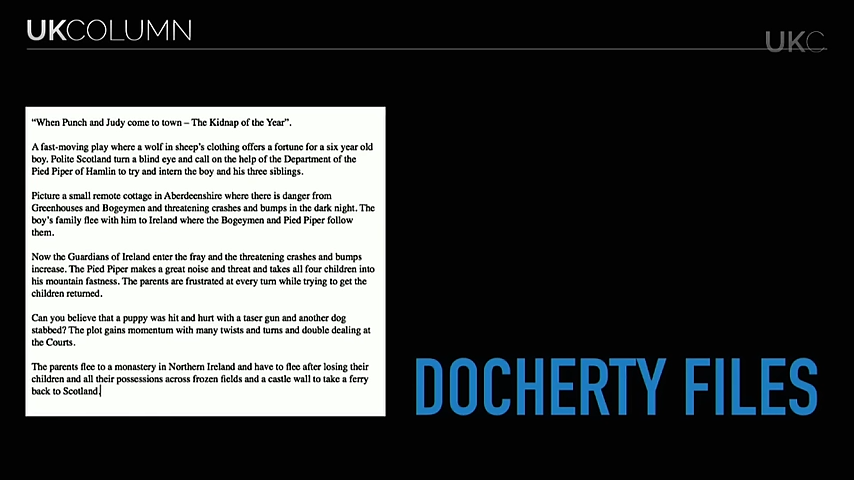 UKCOLUMN
UKC
“When Punch and Judy come to town – The Kidnap of the Year”.
A fast-moving play where a wolf in sheep's clothing offers a fortune for a six year old
boy. Polite Scotland turn a blind eye and call on the help of the Department of the
Pied Piper of Hamlin to try and intern the boy and his three siblings.
Picture a small remote cottage in Aberdeenshire where there is danger from
Greenhouses and Bogeymen and threatening crashes and bumps in the dark night. The
boy's family flee with him to Ireland where the Bogeymen and Pied Piper follow
them.
Now the Guardians of Ireland enter the fray and the threatening crashes and bumps
increase. The Pied Piper makes a great noise and threat and takes all four children into
his mountain fastness. The parents are frustrated at every turn while trying to get the
children returned.
Can you believe that a puppy was hit and hurt with a taser gun and another dog
stabbed? The plot gains momentum with many twists and turns and double dealing at
the Courts.
The parents flee to a monastery in Northern Ireland and have to flee after losing their
children and all their possessions across frozen fields and a castle wall to take a ferry
back to Scotland.
DOCHERTY FILES